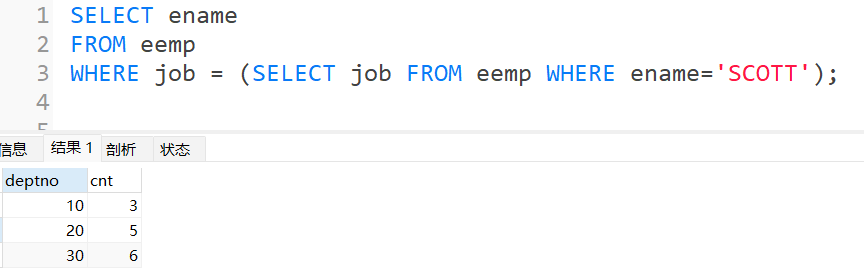 1 SELECT ename
2 FROM eemp
3 WHERE job = (SELECT job FROM eemp WHERE ename='SCOTT');
4
信息 结果 1 剖析 状态
deptno cnt
10 3
20 5
30 6